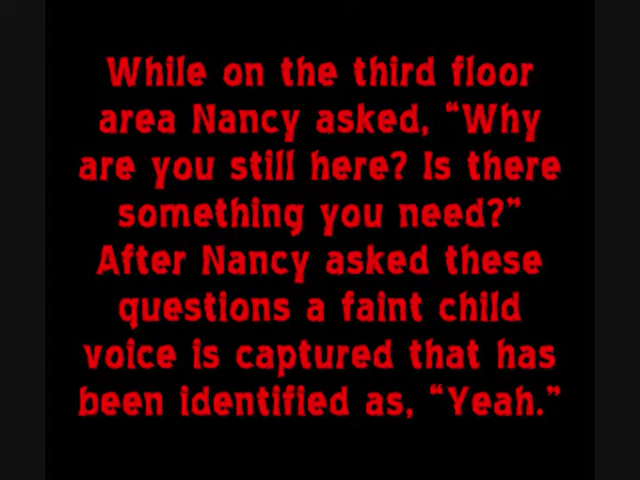 While on the third floor
area Nancy asked, “Why
are you still here? Is there
something you need?”
After Nancy asked these
questions a faint child
voice is captured that has
been identified as, “Yeah.”